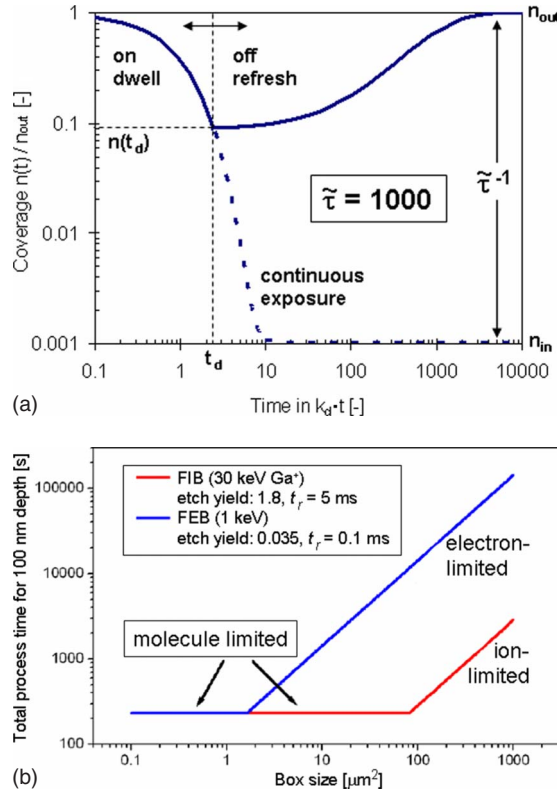 on
dwell
off
refresh
n_out
1
0.1
0.01
0.001
Coverage n(t) / n_out [-]
n(t_d)
τ̃ = 1000
τ̃⁻¹
continuous
exposure
n_in
0.1
1
t_d
10
100
1000
10000
Time in k_d·t [-]
(a)
Total process time for 100 nm depth [s]
100000
10000
1000
100
FIB (30 keV Ga⁺)
etch yield: 1.8, t_r = 5 ms
FEB (1 keV)
etch yield: 0.035, t_r = 0.1 ms
electron-
limited
molecule limited
ion-
limited
0.1
1
10
100
1000
Box size [μm²]
(b)